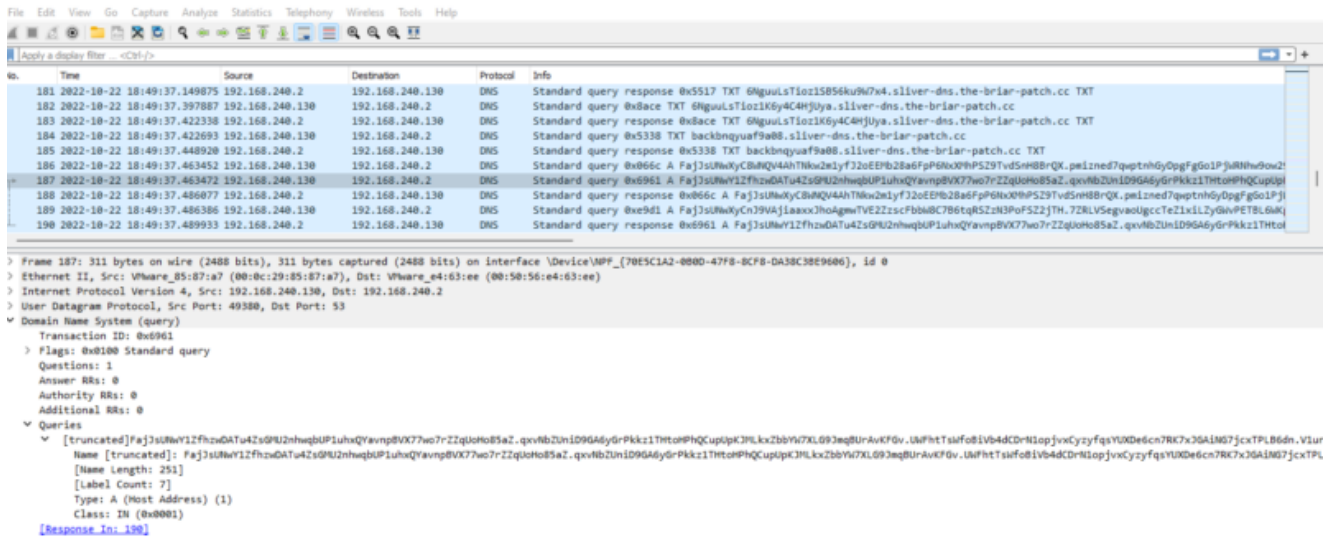 File Edit View Go Capture Analyze Statistics Telephony Wireless Tools Help
Apply a display filter ... <Ctrl-/>
No. Time Source Destination Protocol Info
181 2022-10-22 18:49:37.149875 192.168.240.2 192.168.240.130 DNS Standard query response 0x5517 TXT TXT
182 2022-10-22 18:49:37.397887 192.168.240.130 192.168.240.2 DNS Standard query 0x8ace TXT 6NguuLsTioz1K6y4C4HjUya.sliver-dns.the-briar-patch.cc
183 2022-10-22 18:49:37.422338 192.168.240.2 192.168.240.130 DNS Standard query response 0x8ace TXT 6NguuLsTioz1K6y4C4HjUya.sliver-dns.the-briar-patch.cc TXT
184 2022-10-22 18:49:37.422693 192.168.240.130 192.168.240.2 DNS Standard query 0x5338 TXT backbnqyuaf9a08.sliver-dns.the-briar-patch.cc
185 2022-10-22 18:49:37.448920 192.168.240.2 192.168.240.130 DNS Standard query response 0x5338 TXT backbnqyuaf9a08.sliver-dns.the-briar-patch.cc TXT
186 2022-10-22 18:49:37.463452 192.168.240.130 192.168.240.2 DNS Standard query 0x066c A
187 2022-10-22 18:49:37.463472 192.168.240.130 192.168.240.2 DNS Standard query 0x6961 A
188 2022-10-22 18:49:37.486077 192.168.240.2 192.168.240.130 DNS Standard query response 0x066c A
189 2022-10-22 18:49:37.486386 192.168.240.130 192.168.240.2 DNS Standard query 0xe9d1 A
190 2022-10-22 18:49:37.489933 192.168.240.2 192.168.240.130 DNS Standard query response 0x6961 A
Frame 187: 311 bytes on wire (2488 bits), 311 bytes captured (2488 bits) on interface \Device\NPF_{70E5C1A2-0B0D-47F8-8CF8-DA38C3BE9606}, id 0
Ethernet II, Src: VMware_85:87:a7 (00:0c:29:85:87:a7), Dst: VMware_e4:63:ee (00:50:56:e4:63:ee)
Internet Protocol Version 4, Src: 192.168.240.130, Dst: 192.168.240.2
User Datagram Protocol, Src Port: 49380, Dst Port: 53
Domain Name System (query)
Transaction ID: 0x6961
Flags: 0x0100 Standard query
Questions: 1
Answer RRs: 0
Authority RRs: 0
Additional RRs: 0
Queries
[truncated]
Name [truncated]:
[Name Length: 251]
[Label Count: 7]
Type: A (Host Address) (1)
Class: IN (0x0001)
[Response In: 190]